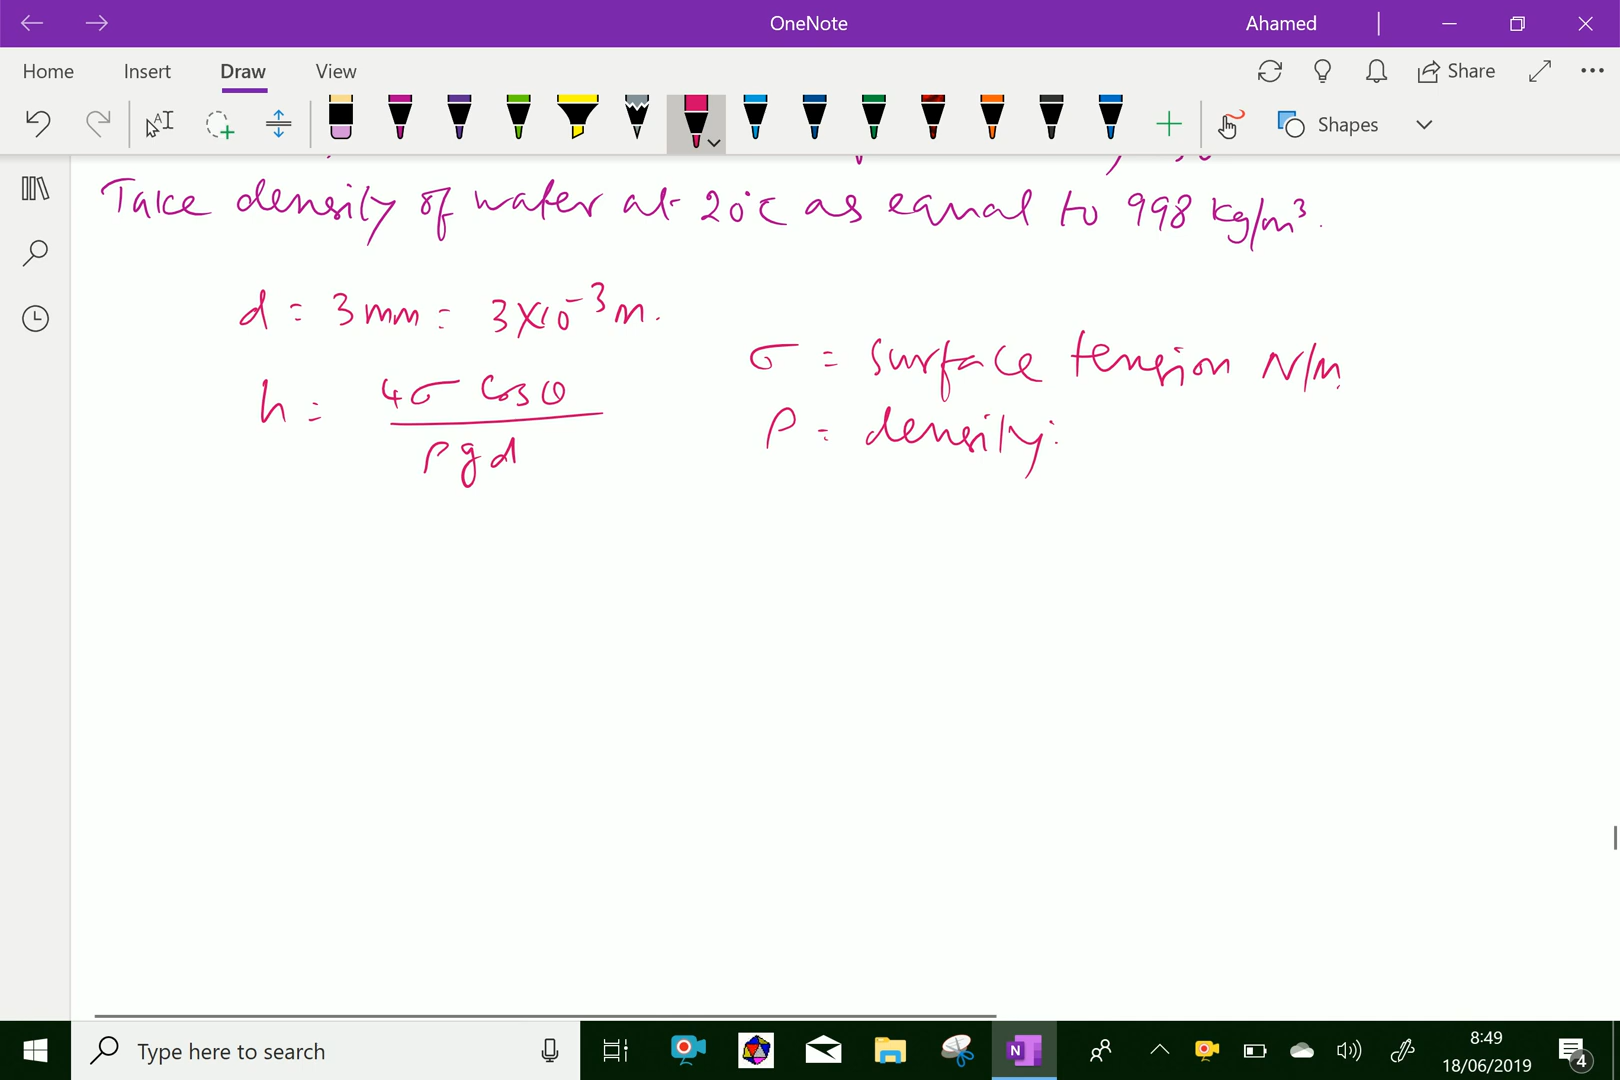 OneNote
Ahamed
Home Insert Draw View
Share
Shapes
Take density of water at 20°C as equal to 998 kg/m³.
d = 3mm = 3×10⁻³ m.
h = 4σ cosθ / ρgd
σ = surface tension N/m.
ρ = density:
Type here to search
N
8:49
18/06/2019
4